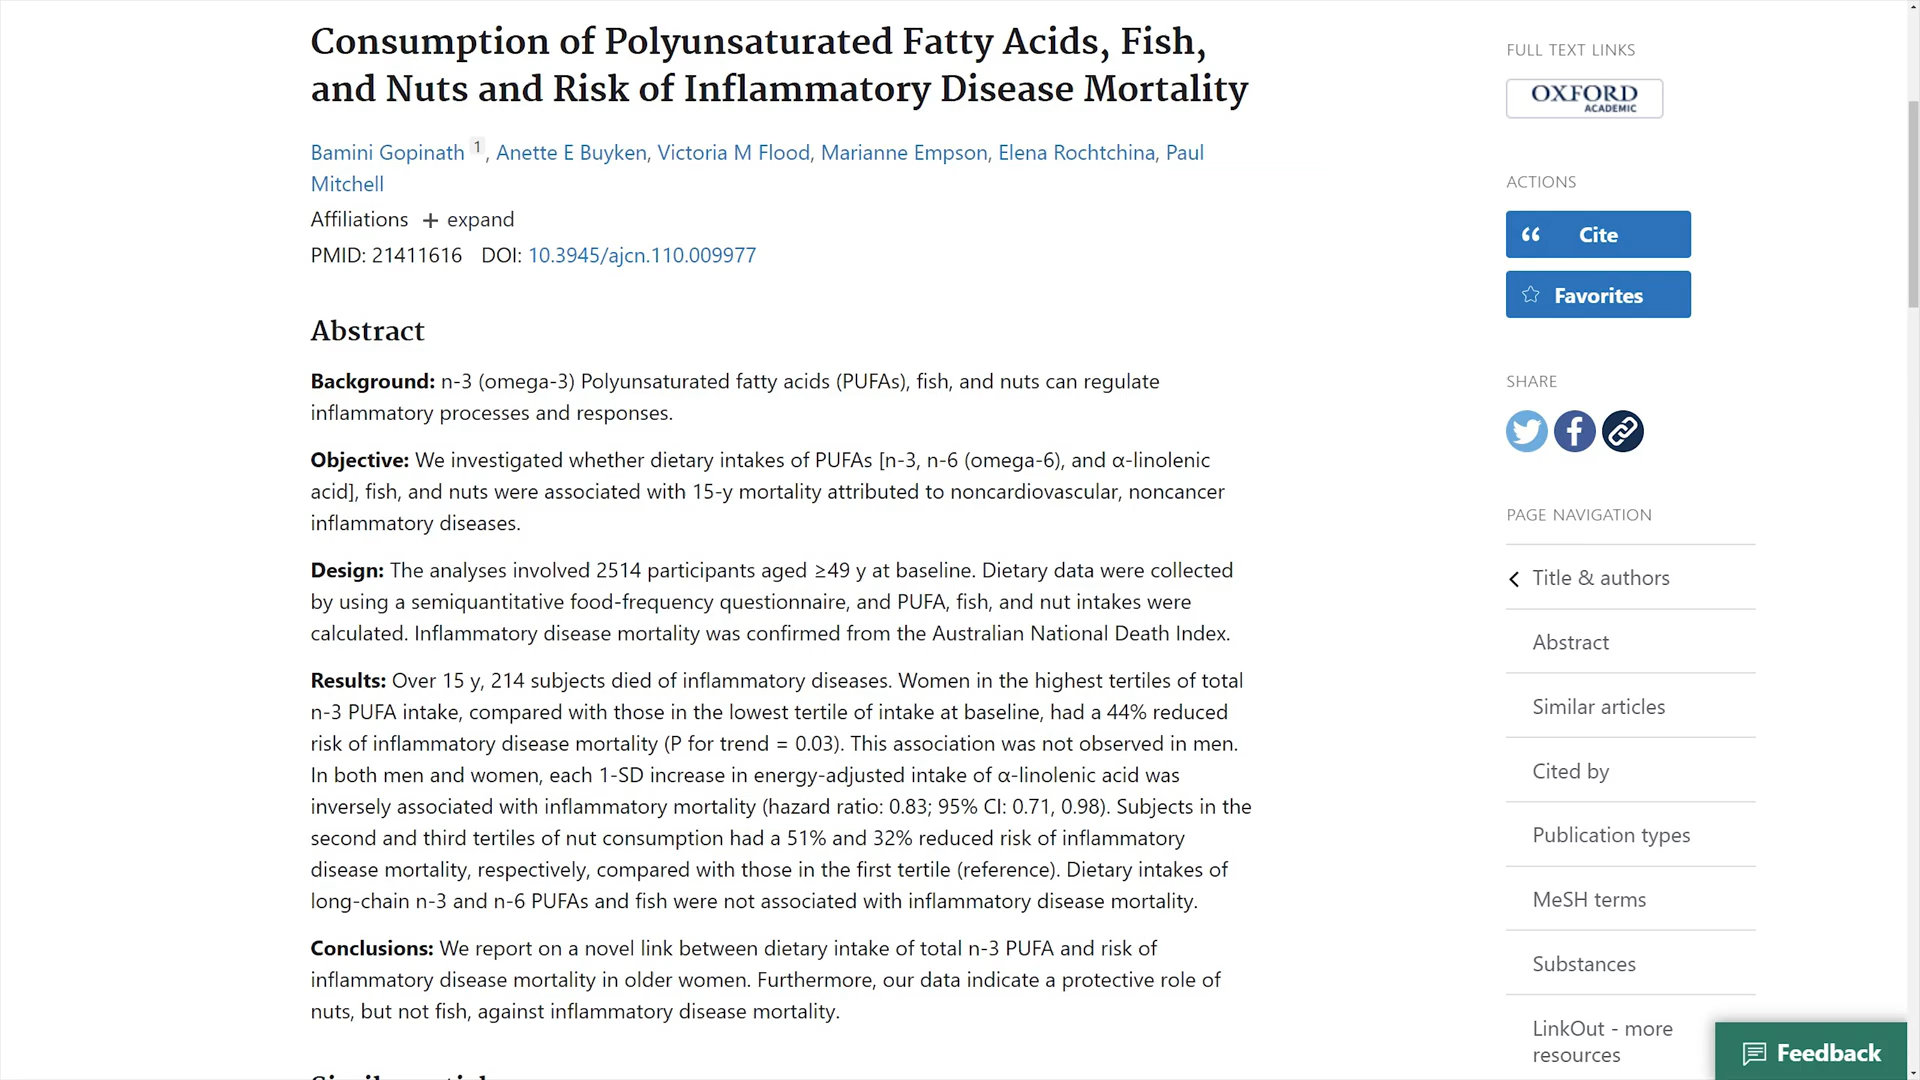 Consumption of Polyunsaturated Fatty Acids, Fish,
and Nuts and Risk of Inflammatory Disease Mortality
Bamini Gopinath 1, Anette E Buyken, Victoria M Flood, Marianne Empson, Elena Rochtchina, Paul
Mitchell
Affiliations + expand
PMID: 21411616 DOI: 10.3945/ajcn.110.009977
Abstract
Background: n-3 (omega-3) Polyunsaturated fatty acids (PUFAs), fish, and nuts can regulate
inflammatory processes and responses.
Objective: We investigated whether dietary intakes of PUFAs [n-3, n-6 (omega-6), and α-linolenic
acid], fish, and nuts were associated with 15-y mortality attributed to noncardiovascular, noncancer
inflammatory diseases.
Design: The analyses involved 2514 participants aged ≥49 y at baseline. Dietary data were collected
by using a semiquantitative food-frequency questionnaire, and PUFA, fish, and nut intakes were
calculated. Inflammatory disease mortality was confirmed from the Australian National Death Index.
Results: Over 15 y, 214 subjects died of inflammatory diseases. Women in the highest tertiles of total
n-3 PUFA intake, compared with those in the lowest tertile of intake at baseline, had a 44% reduced
risk of inflammatory disease mortality (P for trend = 0.03). This association was not observed in men.
In both men and women, each 1-SD increase in energy-adjusted intake of α-linolenic acid was
inversely associated with inflammatory mortality (hazard ratio: 0.83; 95% CI: 0.71, 0.98). Subjects in the
second and third tertiles of nut consumption had a 51% and 32% reduced risk of inflammatory
disease mortality, respectively, compared with those in the first tertile (reference). Dietary intakes of
long-chain n-3 and n-6 PUFAs and fish were not associated with inflammatory disease mortality.
Conclusions: We report on a novel link between dietary intake of total n-3 PUFA and risk of
inflammatory disease mortality in older women. Furthermore, our data indicate a protective role of
nuts, but not fish, against inflammatory disease mortality.
FULL TEXT LINKS
OXFORD
ACADEMIC
ACTIONS
Cite
Favorites
SHARE
PAGE NAVIGATION
Title & authors
Abstract
Similar articles
Cited by
Publication types
MeSH terms
Substances
LinkOut - more
resources
Feedback